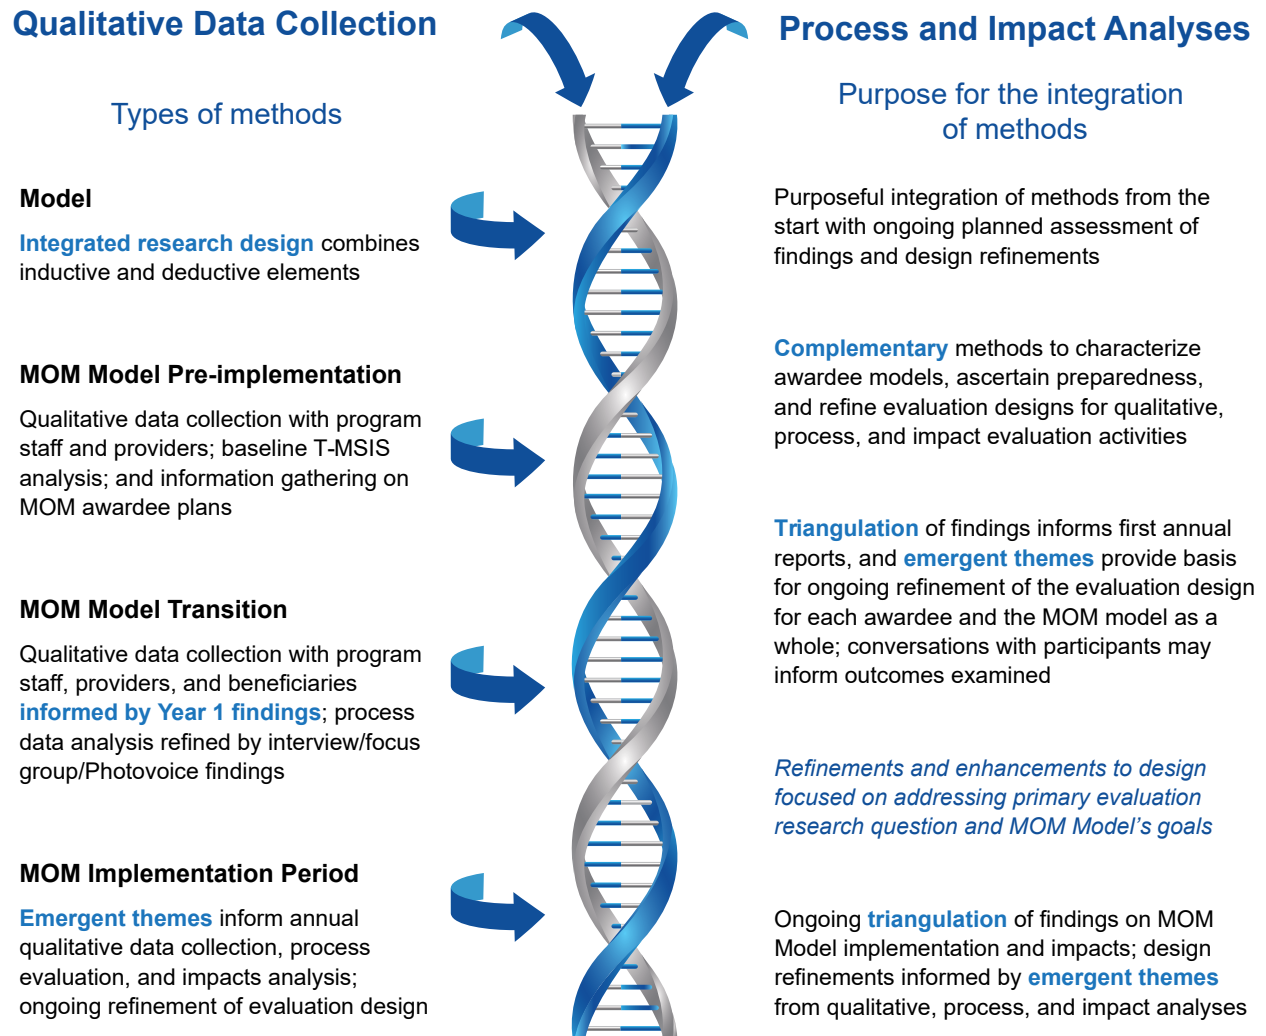 Qualitative Data Collection
Types of methods
Model
Integrated research design combines
inductive and deductive elements
MOM Model Pre-implementation
Qualitative data collection with program
staff and providers; baseline T-MSIS
analysis; and information gathering on
MOM awardee plans
MOM Model Transition
Qualitative data collection with program
staff, providers, and beneficiaries
informed by Year 1 findings; process
data analysis refined by interview/focus
group/Photovoice findings
MOM Implementation Period
Emergent themes inform annual
qualitative data collection, process
evaluation, and impacts analysis;
ongoing refinement of evaluation design
Process and Impact Analyses
Purpose for the integration
of methods
Purposeful integration of methods from the
start with ongoing planned assessment of
findings and design refinements
Complementary methods to characterize
awardee models, ascertain preparedness,
and refine evaluation designs for qualitative,
process, and impact evaluation activities
Triangulation of findings informs first annual
reports, and emergent themes provide basis
for ongoing refinement of the evaluation design
for each awardee and the MOM model as a
whole; conversations with participants may
inform outcomes examined
Refinements and enhancements to design
focused on addressing primary evaluation
research question and MOM Model’s goals
Ongoing triangulation of findings on MOM
Model implementation and impacts; design
refinements informed by emergent themes
from qualitative, process, and impact analyses